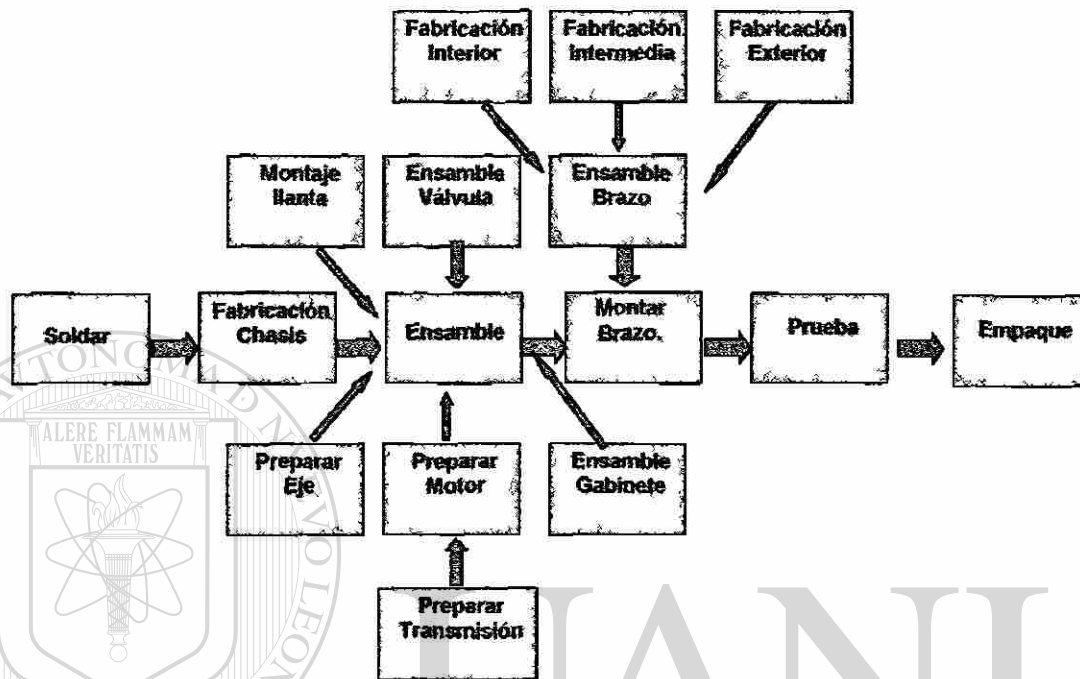 Fabricación
Interior
Fabricación
Intermedia
Fabricación
Exterior
Montaje
llanta
Ensamble
Válvula
Ensamble
Brazo
Soldar
Fabricación
Chasis
Ensamble
Montar
Brazo.
Prueba
Empaque
ALERE FLAMMAM
VERITATIS
Preparar
Eje
Preparar
Motor
Ensamble
Gabinete
Preparar
Transmisión
UANL